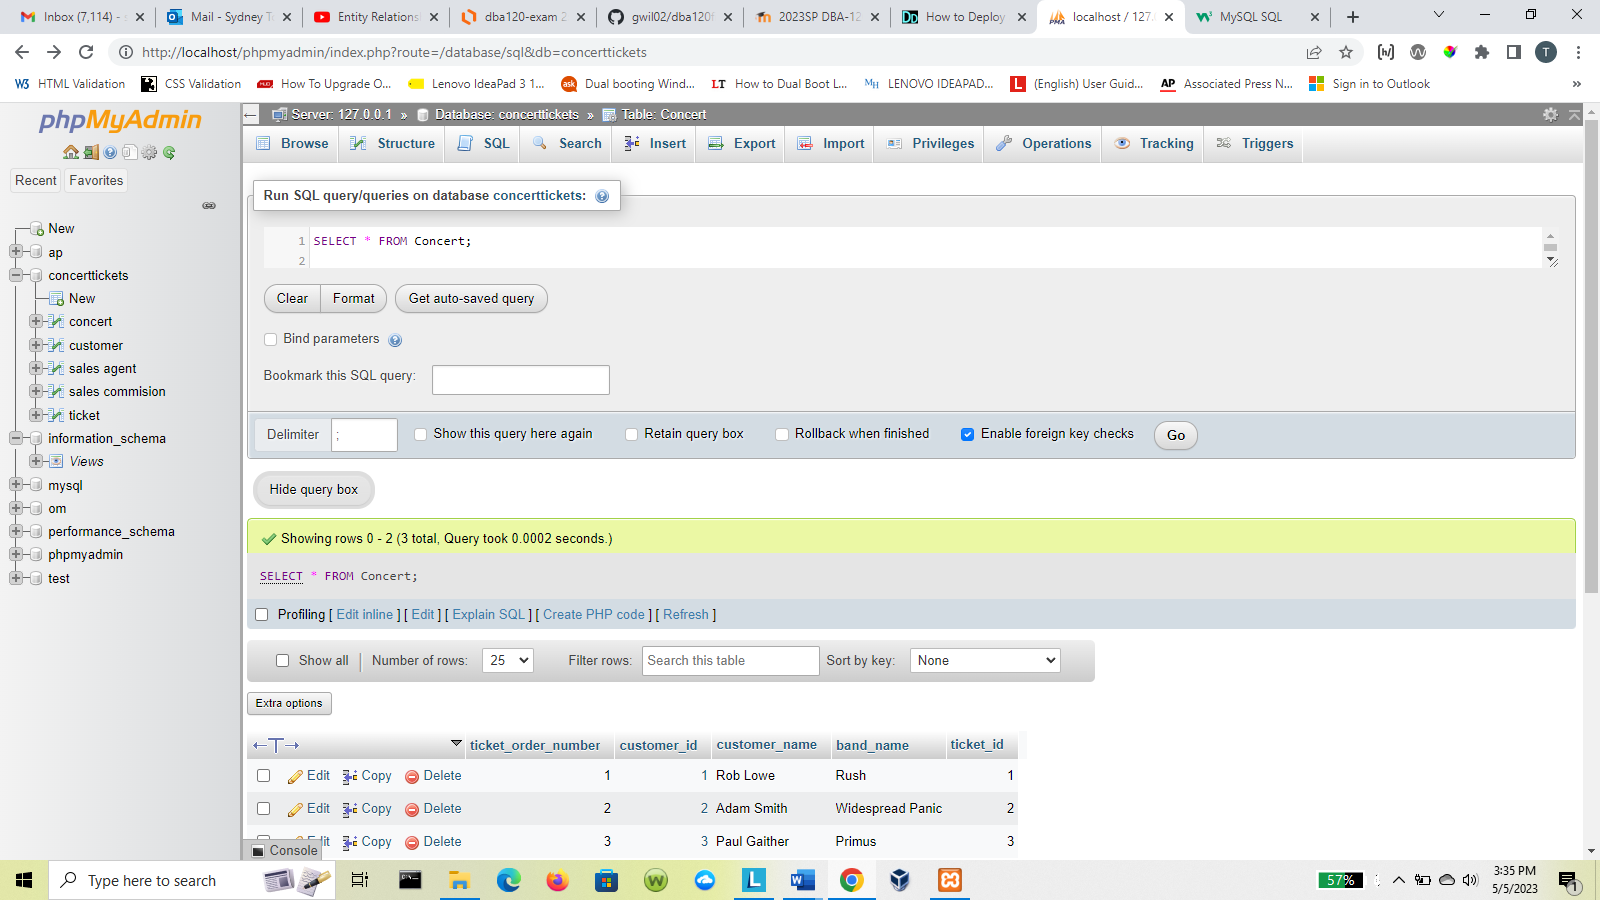 Inbox (7,114) - s
Mail - Sydney T
Entity Relations
dba120-exam 2
gwil02/dba120
2023SP DBA-12
How to Deploy
localhost / 127.
MySQL SQL
http://localhost/phpmyadmin/index.php?route=/database/sql&db=concerttickets
T
HTML Validation
CSS Validation
How To Upgrade O...
Lenovo IdeaPad 3 1...
Dual booting Wind...
LT How to Dual Boot L...
MH LENOVO IDEAPAD...
L (English) User Guid...
AP Associated Press N...
Sign in to Outlook
»
phpMyAdmin
Recent Favorites
New
ap
concerttickets
New
concert
customer
sales agent
sales commision
ticket
information_schema
Views
mysql
om
performance_schema
phpmyadmin
test
Server: 127.0.0.1 » Database: concerttickets » Table: Concert
Browse Structure SQL Search Insert Export Import Privileges Operations Tracking Triggers
Run SQL query/queries on database concerttickets:
1 SELECT * FROM Concert;
2
Clear Format Get auto-saved query
Bind parameters
Bookmark this SQL query:
Delimiter ; Show this query here again Retain query box Rollback when finished Enable foreign key checks Go
Hide query box
Showing rows 0 - 2 (3 total, Query took 0.0002 seconds.)
SELECT * FROM Concert;
Profiling [ Edit inline ] [ Edit ] [ Explain SQL ] [ Create PHP code ] [ Refresh ]
Show all Number of rows: 25 Filter rows: Search this table Sort by key: None
Extra options
←T→ ticket_order_number customer_id customer_name band_name ticket_id
Edit Copy Delete 1 1 Rob Lowe Rush 1
Edit Copy Delete 2 2 Adam Smith Widespread Panic 2
Edit Copy Delete 3 3 Paul Gaither Primus 3
Console
Type here to search
57%
3:35 PM
5/5/2023
1